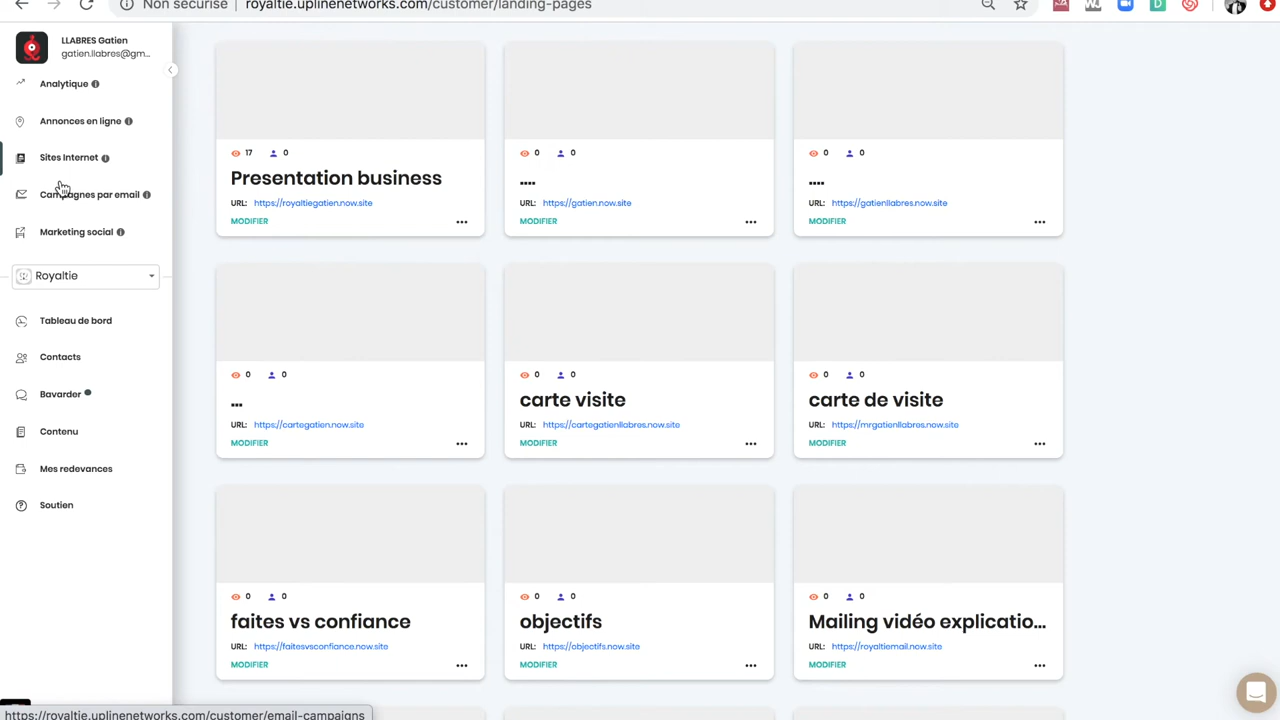 Non sécurisé royaltie.uplinenetworks.com/customer/landing-pages
LLABRES Gatien
gatien.llabres@gm...
Analytique
Annonces en ligne
Sites Internet
Campagnes par email
Marketing social
Royaltie
Tableau de bord
Contacts
Bavarder
Contenu
Mes redevances
Soutien
17 0
Presentation business
URL: https://royaltiegatien.now.site
MODIFIER
0 0
....
URL: https://gatien.now.site
MODIFIER
0 0
....
URL: https://gatienllabres.now.site
MODIFIER
0 0
...
URL: https://cartegatien.now.site
MODIFIER
0 0
carte visite
URL: https://cartegatienllabres.now.site
MODIFIER
0 0
carte de visite
URL: https://mrgatienllabres.now.site
MODIFIER
0 0
faites vs confiance
URL: https://faitesvsconfiance.now.site
MODIFIER
0 0
objectifs
URL: https://objectifs.now.site
MODIFIER
0 0
Mailing vidéo explicatio...
URL: https://royaltiemail.now.site
MODIFIER
https://royaltie.uplinenetworks.com/customer/email-campaigns